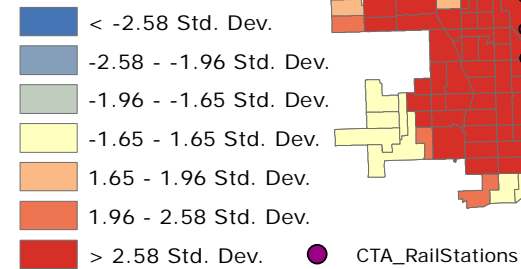 < -2.58 Std. Dev.
-2.58 - -1.96 Std. Dev.
-1.96 - -1.65 Std. Dev.
-1.65 - 1.65 Std. Dev.
1.65 - 1.96 Std. Dev.
1.96 - 2.58 Std. Dev.
> 2.58 Std. Dev.
CTA_RailStations